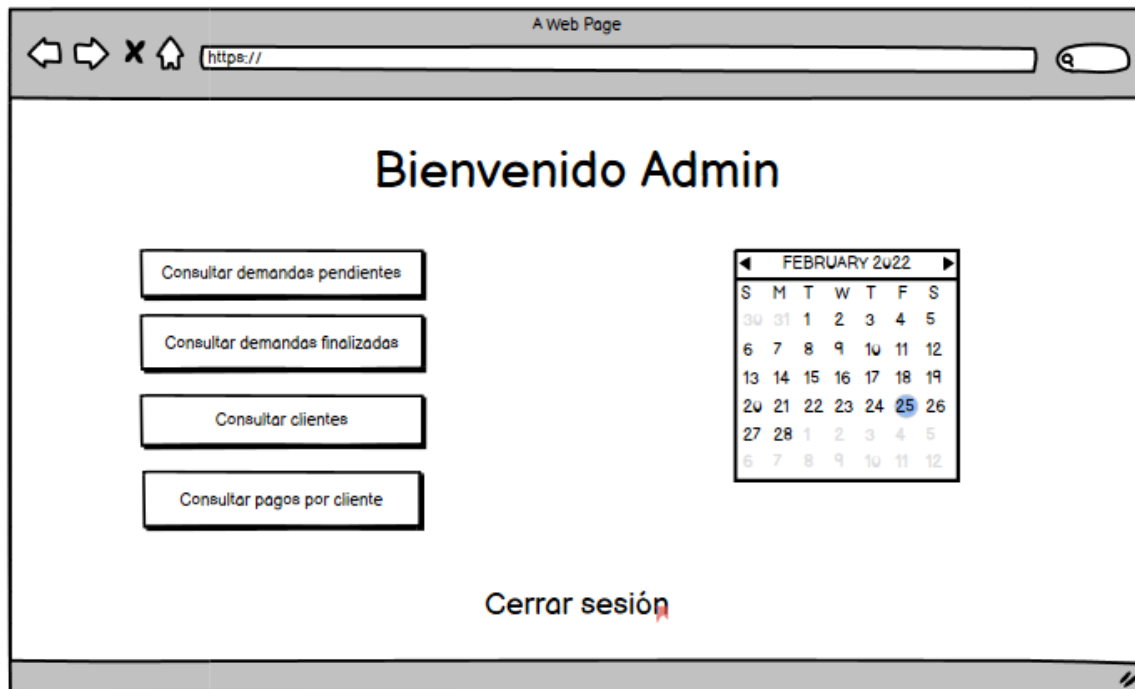 A Web Page
https://
Bienvenido Admin
Consultar demandas pendientes
Consultar demandas finalizadas
Consultar clientes
Consultar pagos por cliente
FEBRUARY 2022
S M T W T F S
30 31 1 2 3 4 5
6 7 8 9 10 11 12
13 14 15 16 17 18 19
20 21 22 23 24 25 26
27 28 1 2 3 4 5
6 7 8 9 10 11 12
Cerrar sesión